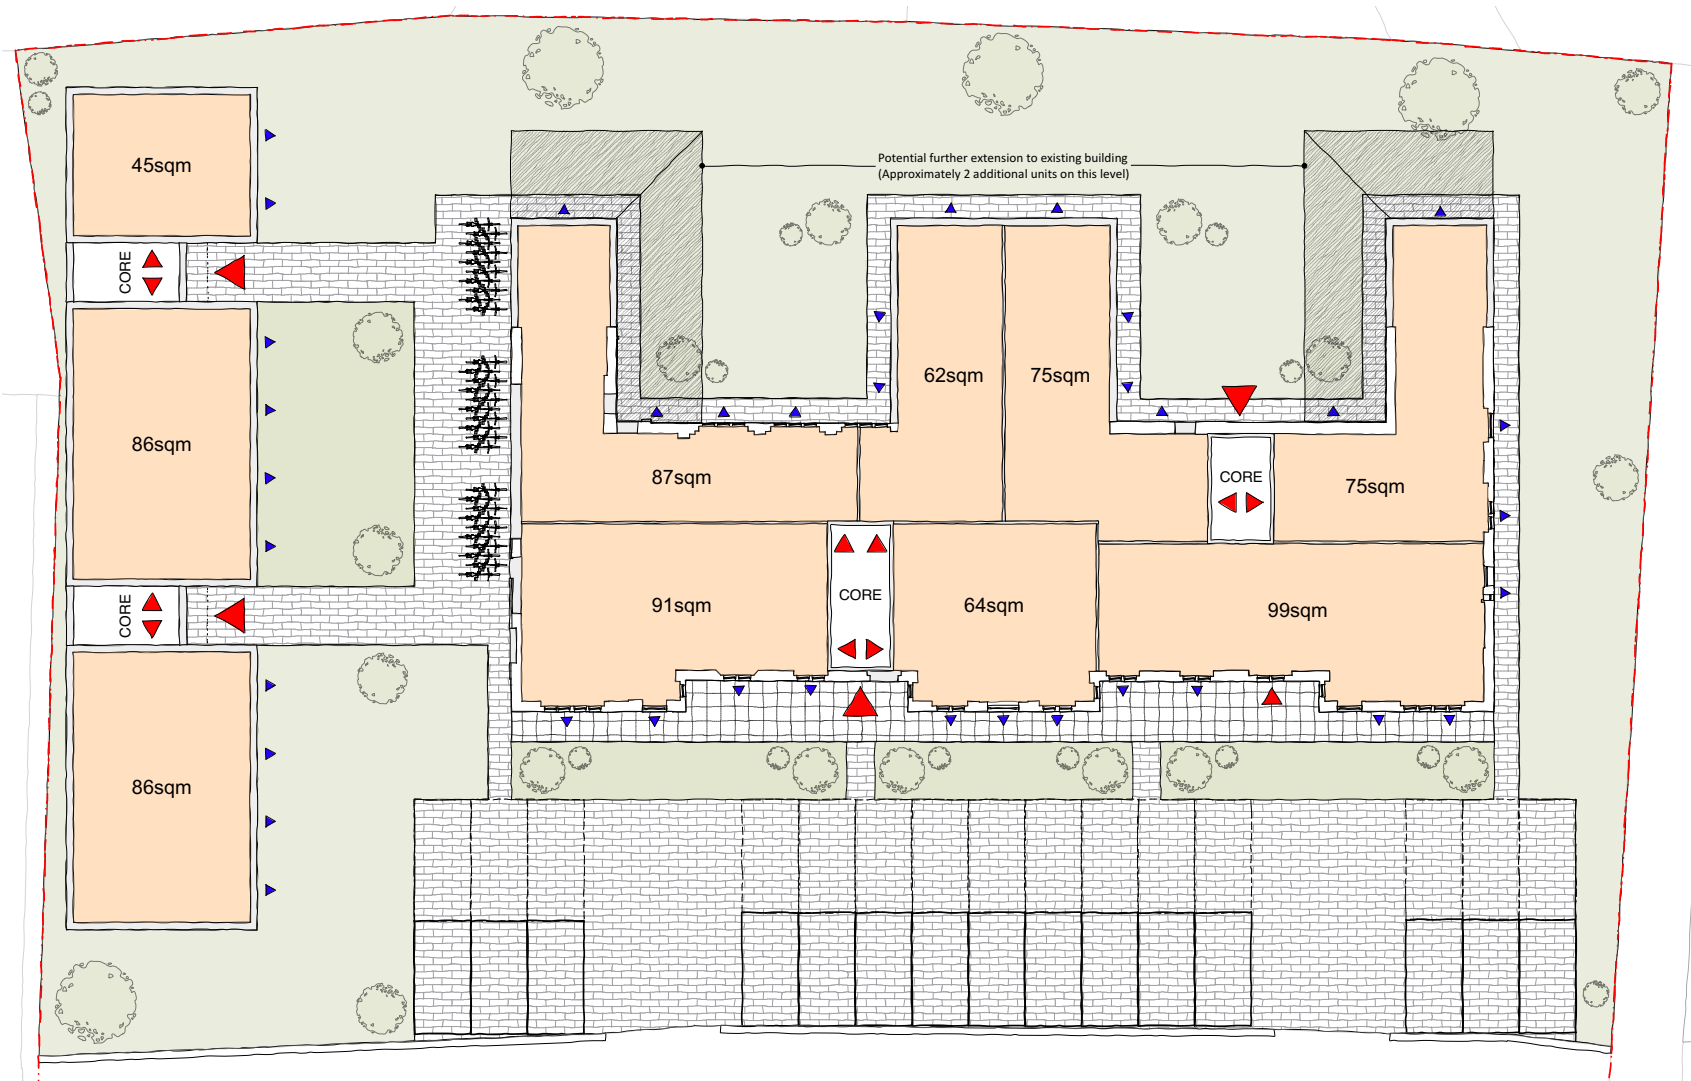 Potential further extension to existing building
(Approximately 2 additional units on this level)
45sqm
CORE
86sqm
CORE
86sqm
62sqm
75sqm
87sqm
CORE
75sqm
91sqm
CORE
64sqm
99sqm